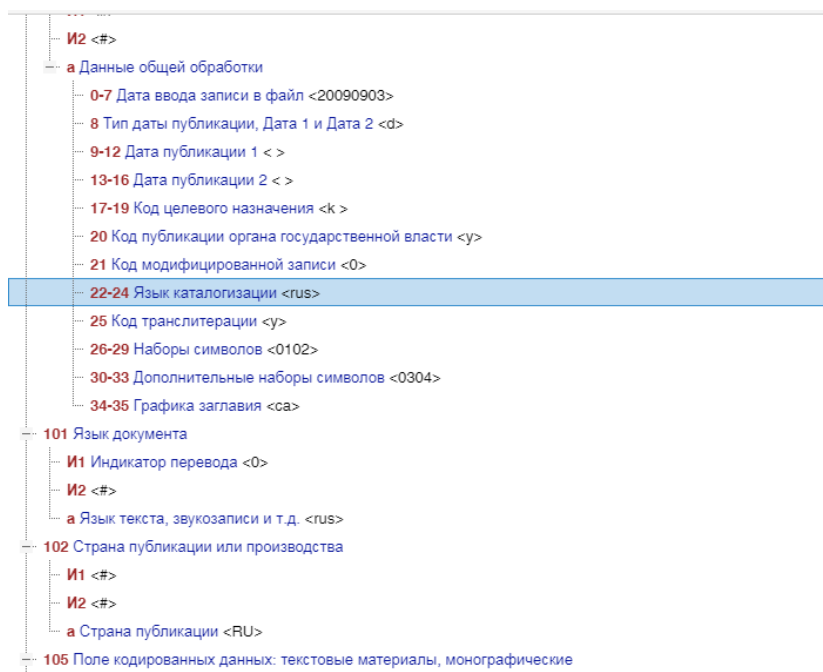 И2 <#>
a Данные общей обработки
0-7 Дата ввода записи в файл <20090903>
8 Тип даты публикации, Дата 1 и Дата 2 <d>
9-12 Дата публикации 1 < >
13-16 Дата публикации 2 < >
17-19 Код целевого назначения <k >
20 Код публикации органа государственной власти <y>
21 Код модифицированной записи <0>
22-24 Язык каталогизации <rus>
25 Код транслитерации <y>
26-29 Наборы символов <0102>
30-33 Дополнительные наборы символов <0304>
34-35 Графика заглавия <ca>
101 Язык документа
И1 Индикатор перевода <0>
И2 <#>
a Язык текста, звукозаписи и т.д. <rus>
102 Страна публикации или производства
И1 <#>
И2 <#>
a Страна публикации <RU>
105 Поле кодированных данных: текстовые материалы, монографические